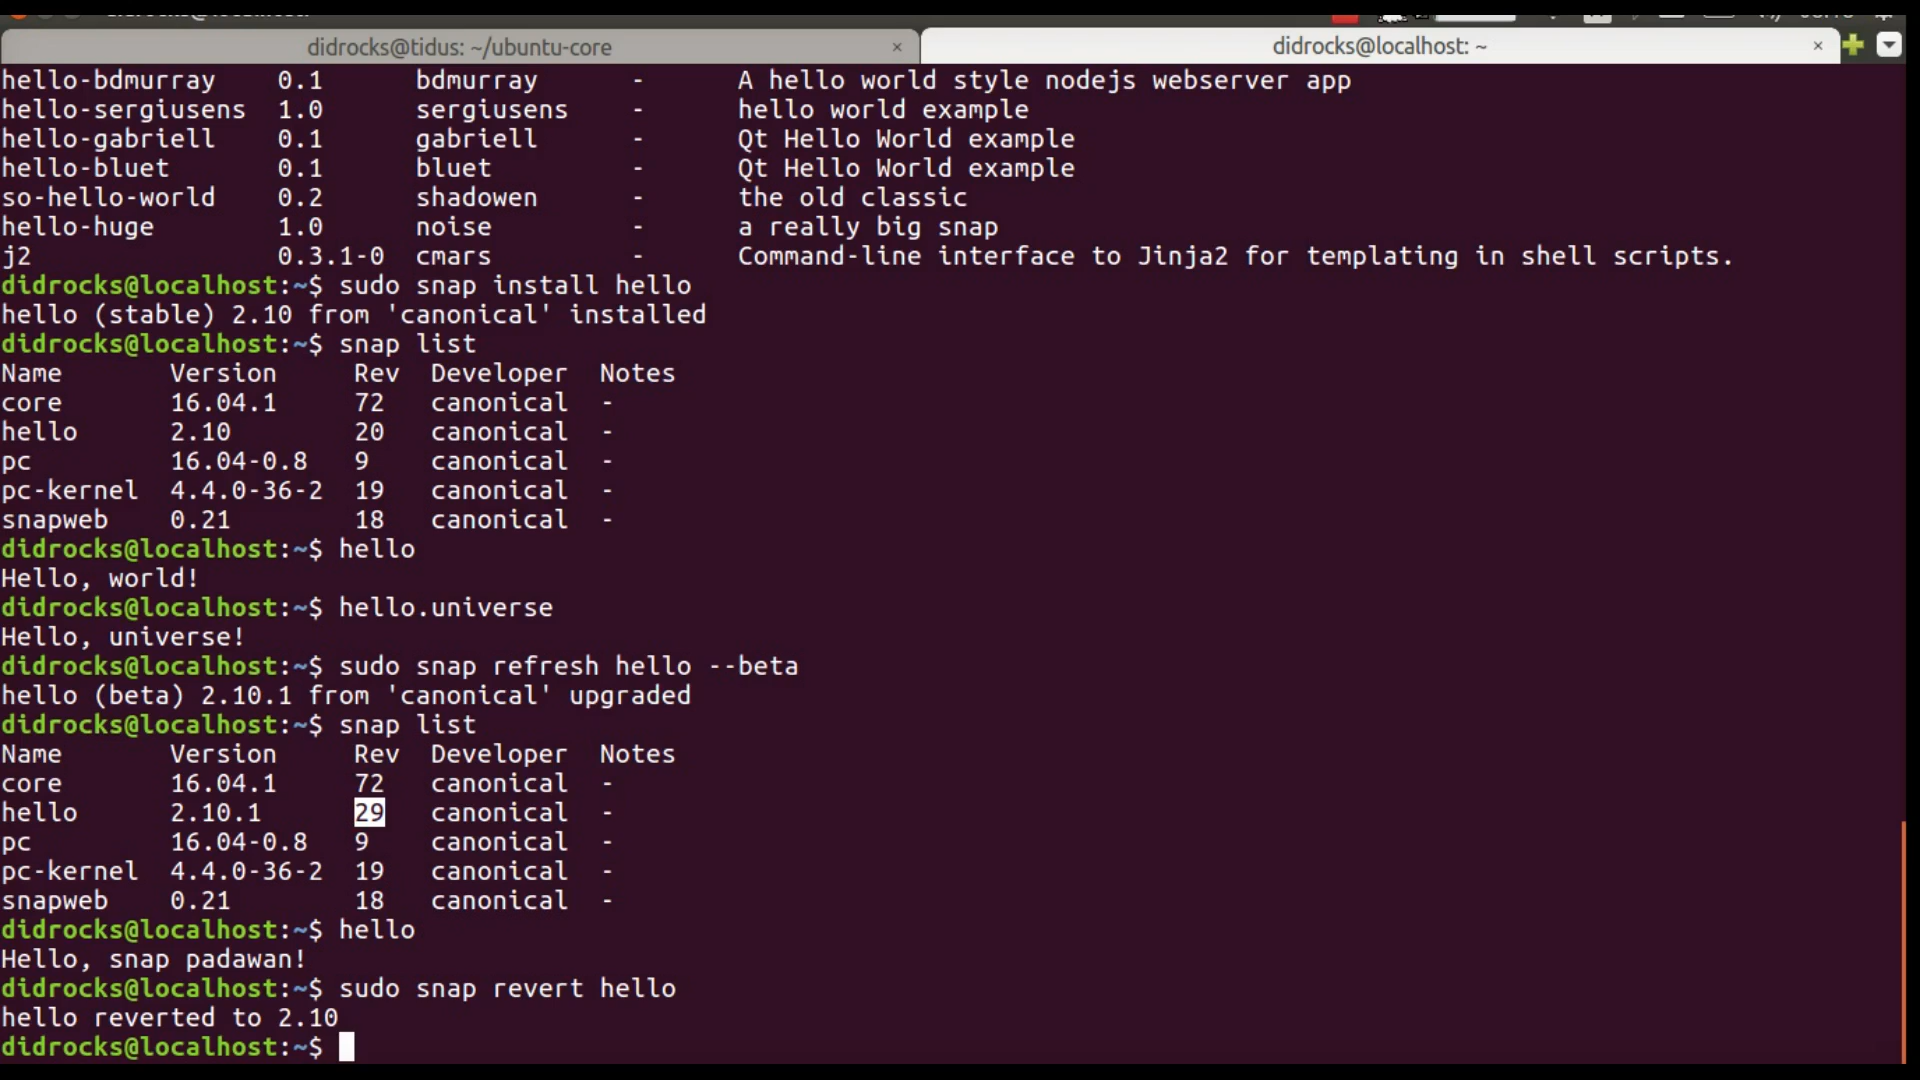 didrocks@tidus: ~/ubuntu-core × didrocks@localhost: ~ ×
hello-bdmurray 0.1 bdmurray - A hello world style nodejs webserver app
hello-sergiusens 1.0 sergiusens - hello world example
hello-gabriell 0.1 gabriell - Qt Hello World example
hello-bluet 0.1 bluet - Qt Hello World example
so-hello-world 0.2 shadowen - the old classic
hello-huge 1.0 noise - a really big snap
j2 0.3.1-0 cmars - Command-line interface to Jinja2 for templating in shell scripts.
didrocks@localhost:~$ sudo snap install hello
hello (stable) 2.10 from 'canonical' installed
didrocks@localhost:~$ snap list
Name Version Rev Developer Notes
core 16.04.1 72 canonical -
hello 2.10 20 canonical -
pc 16.04-0.8 9 canonical -
pc-kernel 4.4.0-36-2 19 canonical -
snapweb 0.21 18 canonical -
didrocks@localhost:~$ hello
Hello, world!
didrocks@localhost:~$ hello.universe
Hello, universe!
didrocks@localhost:~$ sudo snap refresh hello --beta
hello (beta) 2.10.1 from 'canonical' upgraded
didrocks@localhost:~$ snap list
Name Version Rev Developer Notes
core 16.04.1 72 canonical -
hello 2.10.1 29 canonical -
pc 16.04-0.8 9 canonical -
pc-kernel 4.4.0-36-2 19 canonical -
snapweb 0.21 18 canonical -
didrocks@localhost:~$ hello
Hello, snap padawan!
didrocks@localhost:~$ sudo snap revert hello
hello reverted to 2.10
didrocks@localhost:~$